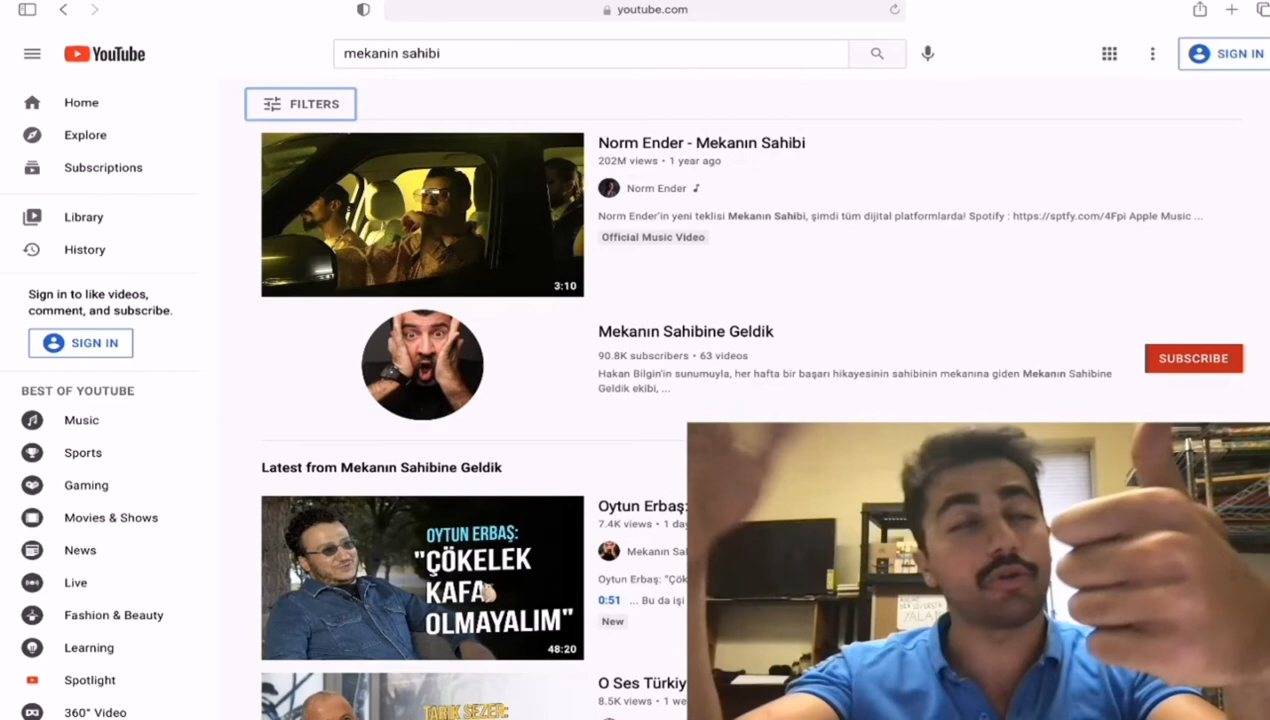 youtube.com
YouTube
mekanin sahibi
SIGN IN
Home
Explore
Subscriptions
Library
History
Sign in to like videos,
comment, and subscribe.
SIGN IN
BEST OF YOUTUBE
Music
Sports
Gaming
Movies & Shows
News
Live
Fashion & Beauty
Learning
Spotlight
360° Video
FILTERS
3:10
Norm Ender - Mekanın Sahibi
202M views • 1 year ago
Norm Ender
Norm Ender'in yeni teklisi Mekanın Sahibi, şimdi tüm dijital platformlarda! Spotify : https://sptfy.com/4Fpi Apple Music ...
Official Music Video
Mekanın Sahibine Geldik
90.8K subscribers • 63 videos
Hakan Bilgin'in sunumuyla, her hafta bir başarı hikayesinin sahibinin mekanına giden Mekanın Sahibine
Geldik ekibi, ...
SUBSCRIBE
Latest from Mekanın Sahibine Geldik
OYTUN ERBAŞ:
"ÇÖKELEK
KAFA
OLMAYALIM"
48:20
Oytun Erbaş:
7.4K views • 1 da
Mekanın Sal
Oytun Erbaş: "Çök
0:51 ... Bu da işi
New
TARIK SEZER:
O Ses Türkiy
8.5K views • 1 we
YALAN